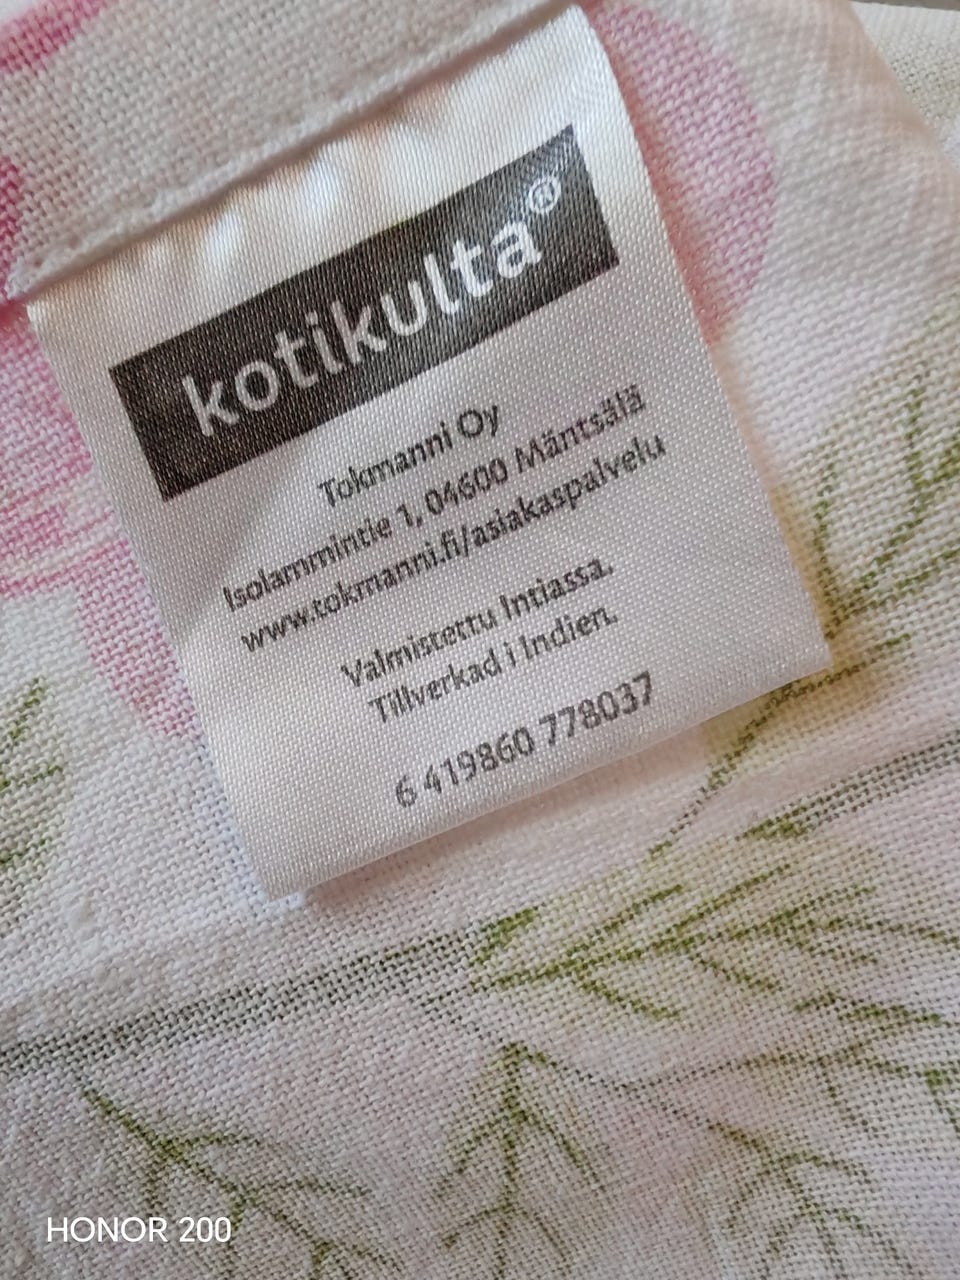 kotikulta®
Tokmanni Oy
Isolammintie 1, 04600 Mäntsälä
www.tokmanni.fi/asiakaspalvelu
Valmistettu Intiassa.
Tillverkad i Indien.
6 419860 778037
HONOR 200